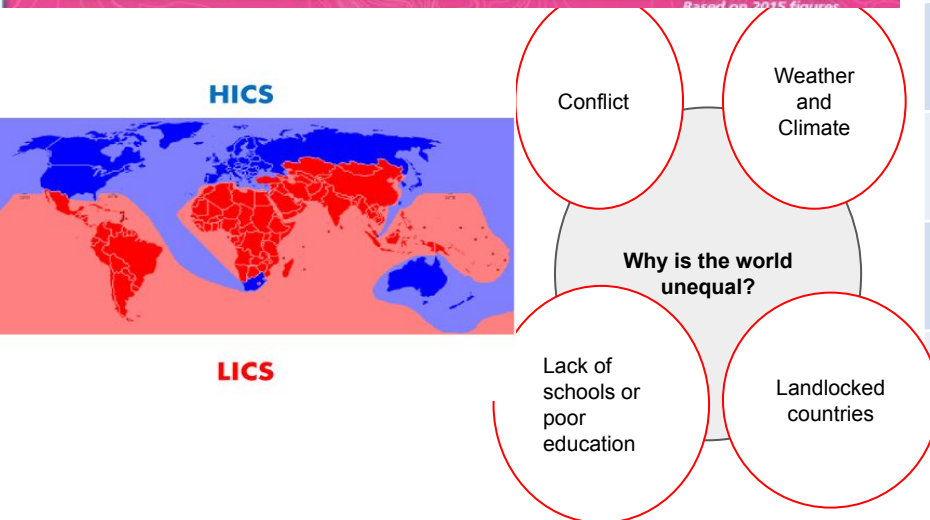 Based on 2015 figures
HICS
LICS
Conflict
Weather
and
Climate
Why is the world
unequal?
Lack of
schools or
poor
education
Landlocked
countries